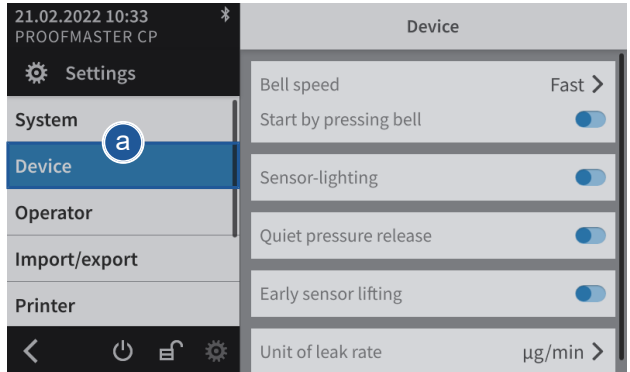 21.02.2022 10:33
PROOFMASTER CP
Settings
System
a
Device
Operator
Import/export
Printer
Device
Bell speed Fast
Start by pressing bell
Sensor-lighting
Quiet pressure release
Early sensor lifting
Unit of leak rate µg/min